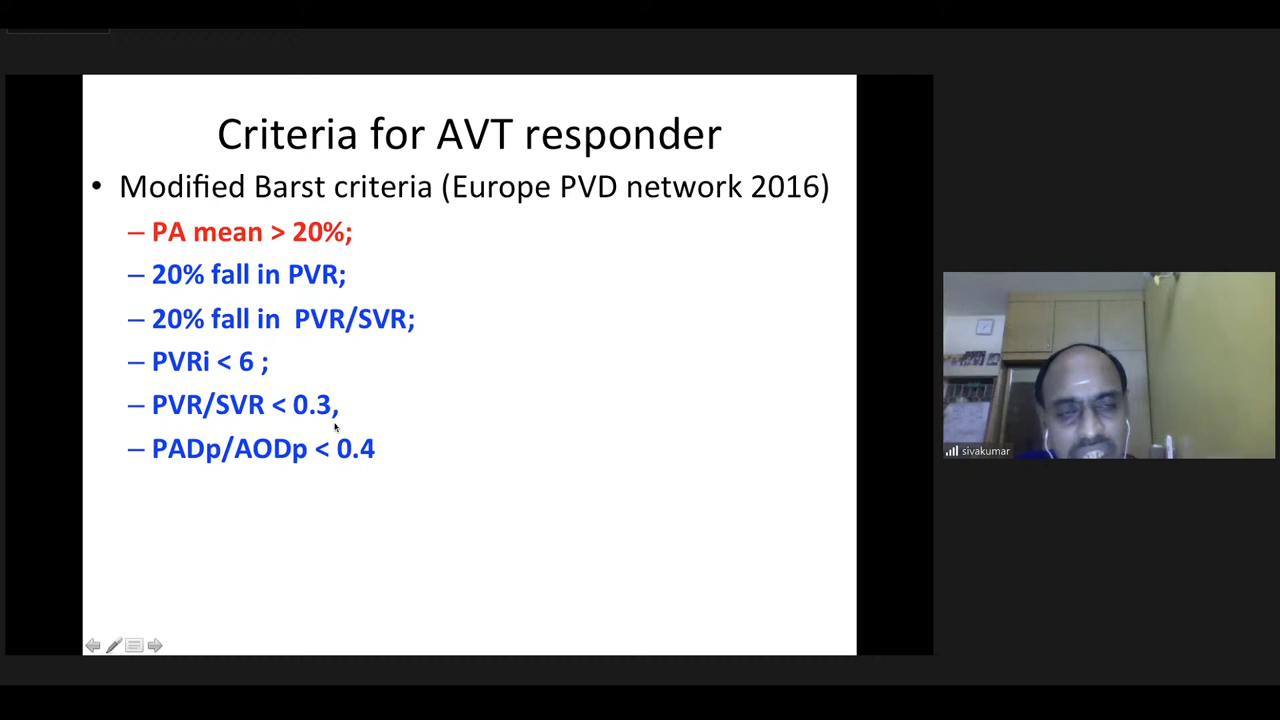 Criteria for AVT responder
• Modified Barst criteria (Europe PVD network 2016)
– PA mean > 20%;
– 20% fall in PVR;
– 20% fall in PVR/SVR;
– PVRi < 6 ;
– PVR/SVR < 0.3,
– PADp/AODp < 0.4
sivakumar